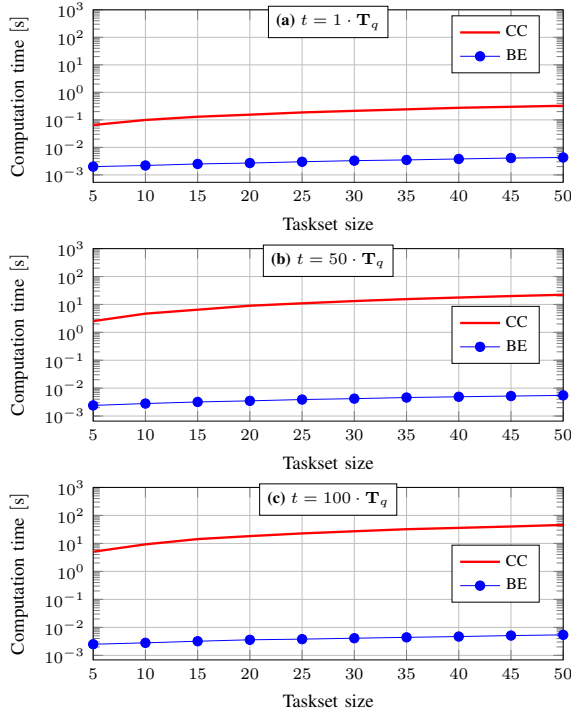 (a) t = 1 · T_q
Computation time [s]
10^3
10^2
10^1
10^0
10^−1
10^−2
10^−3
CC
BE
5 10 15 20 25 30 35 40 45 50
Taskset size
(b) t = 50 · T_q
Computation time [s]
10^3
10^2
10^1
10^0
10^−1
10^−2
10^−3
CC
BE
5 10 15 20 25 30 35 40 45 50
Taskset size
(c) t = 100 · T_q
Computation time [s]
10^3
10^2
10^1
10^0
10^−1
10^−2
10^−3
CC
BE
5 10 15 20 25 30 35 40 45 50
Taskset size